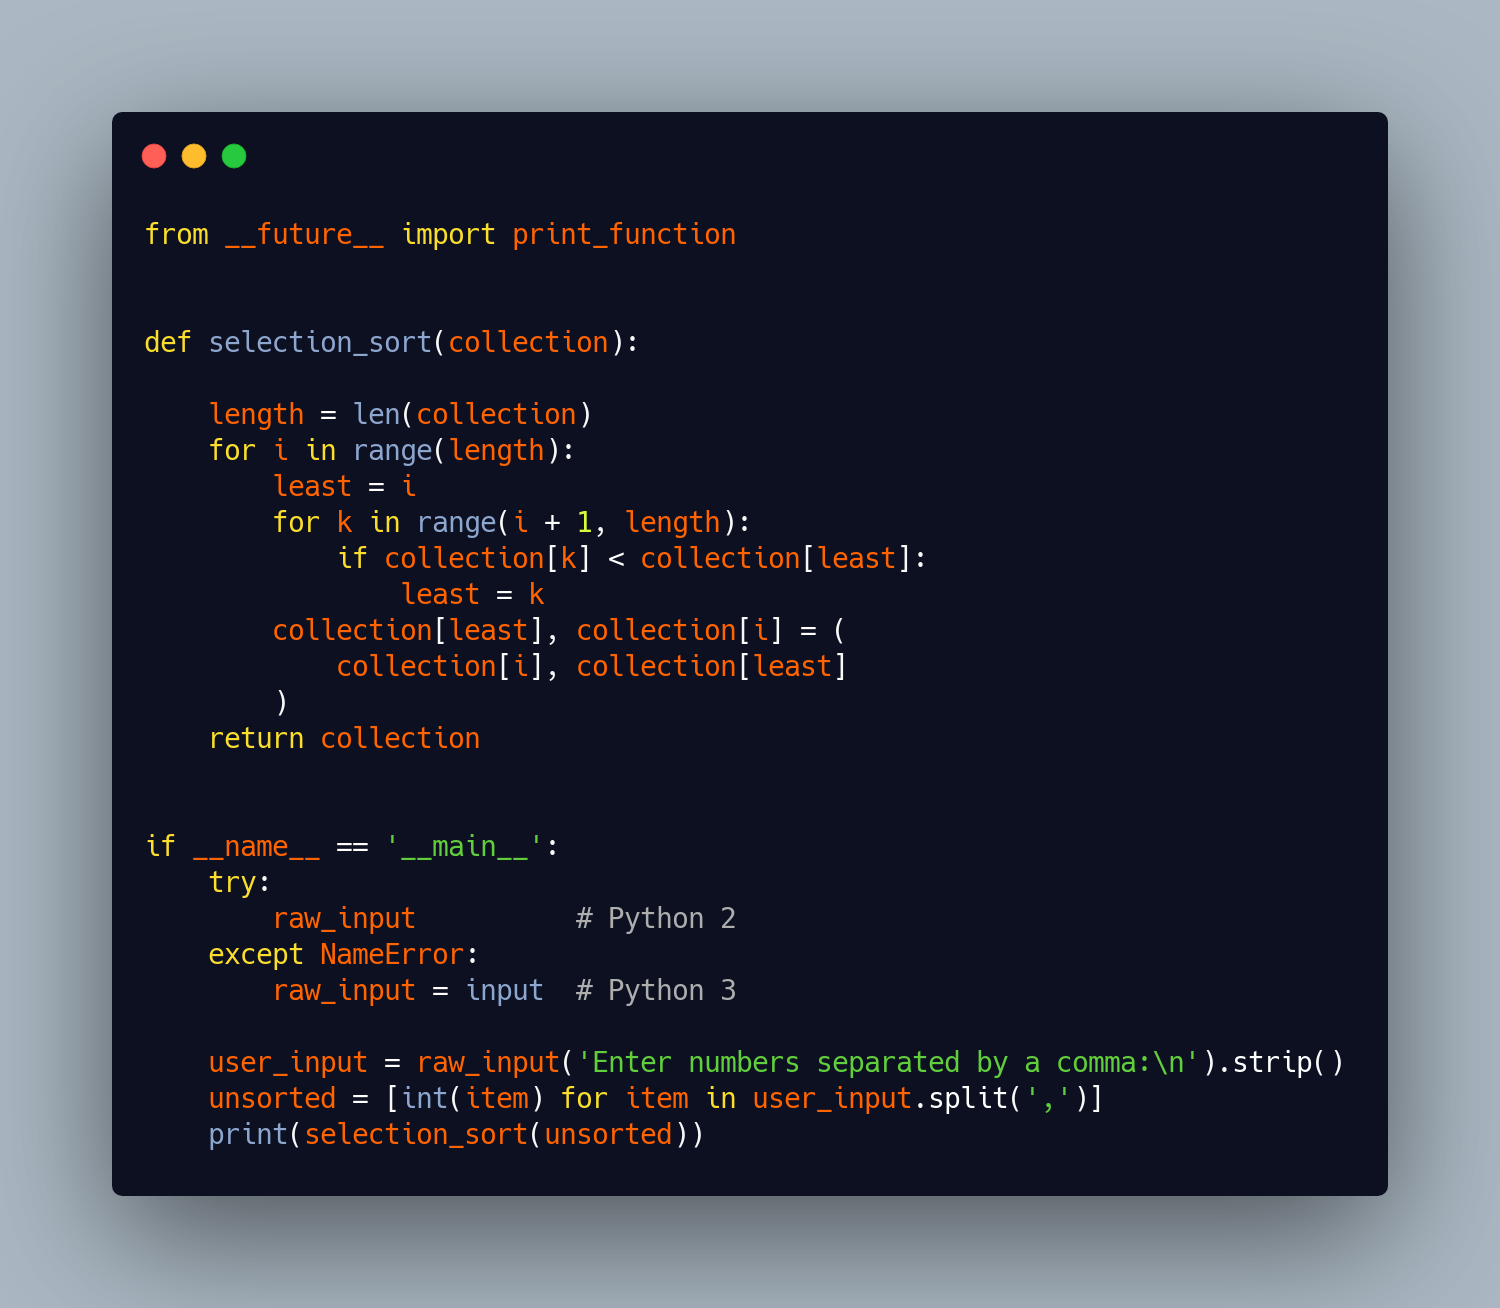 from __future__ import print_function
def selection_sort(collection):
    length = len(collection)
    for i in range(length):
        least = i
        for k in range(i + 1, length):
            if collection[k] < collection[least]:
                least = k
        collection[least], collection[i] = (
            collection[i], collection[least]
        )
    return collection
if __name__ == '__main__':
    try:
        raw_input          # Python 2
    except NameError:
        raw_input = input  # Python 3
    user_input = raw_input('Enter numbers separated by a comma:\n').strip()
    unsorted = [int(item) for item in user_input.split(',')]
    print(selection_sort(unsorted))